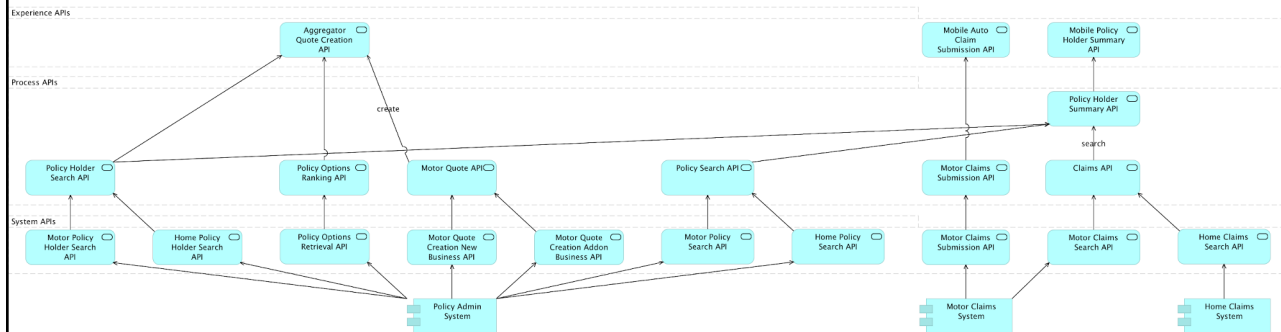 Experience APIs
Aggregator
Quote Creation
API
Mobile Auto
Claim
Submission API
Mobile Policy
Holder Summary
API
Process APIs
create
Policy Holder
Summary API
search
Policy Holder
Search API
Policy Options
Ranking API
Motor Quote API
Policy Search API
Motor Claims
Submission API
Claims API
System APIs
Motor Policy
Holder Search
API
Home Policy
Holder Search
API
Policy Options
Retrieval API
Motor Quote
Creation New
Business API
Motor Quote
Creation Addon
Business API
Motor Policy
Search API
Home Policy
Search API
Motor Claims
Submission API
Motor Claims
Search API
Home Claims
Search API
Policy Admin
System
Motor Claims
System
Home Claims
System